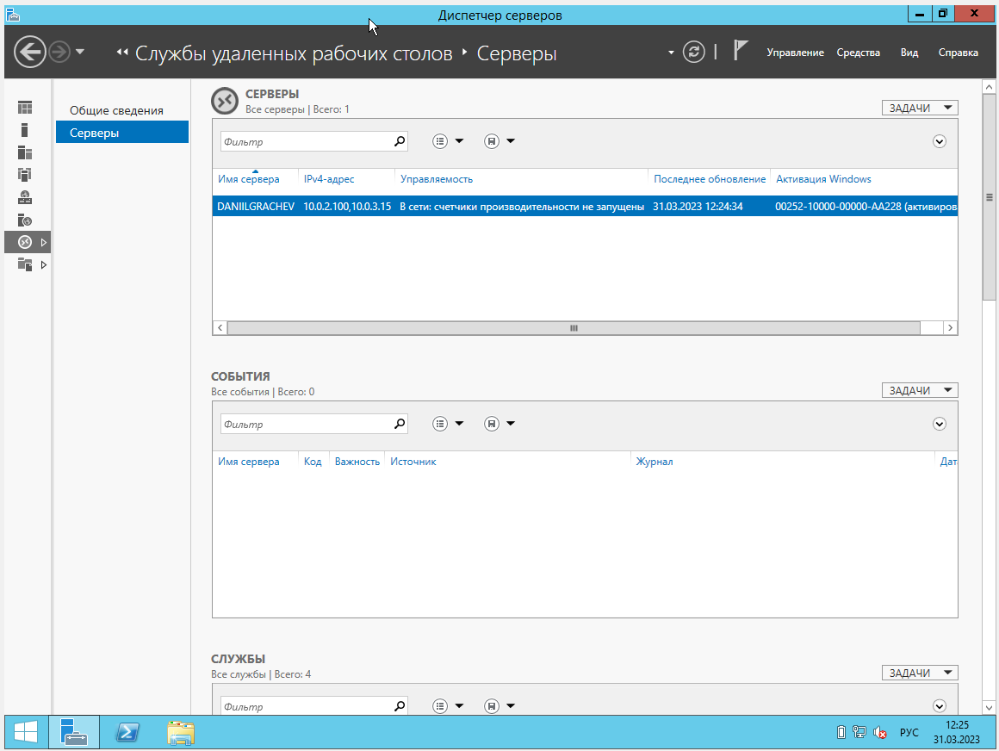 Диспетчер серверов
Службы удаленных рабочих столов Серверы
Управление Средства Вид Справка
Общие сведения
Серверы
СЕРВЕРЫ
Все серверы | Всего: 1
ЗАДАЧИ
Фильтр
Имя сервера IPv4-адрес Управляемость Последнее обновление Активация Windows
DANIILGRACHEV 10.0.2.100,10.0.3.15 В сети: счетчики производительности не запущены 31.03.2023 12:24:34 00252-10000-00000-AA228 (активиров
СОБЫТИЯ
Все события | Всего: 0
ЗАДАЧИ
Фильтр
Имя сервера Код Важность Источник Журнал Дат
СЛУЖБЫ
Все службы | Всего: 4
ЗАДАЧИ
Фильтр
РУС
12:25
31.03.2023